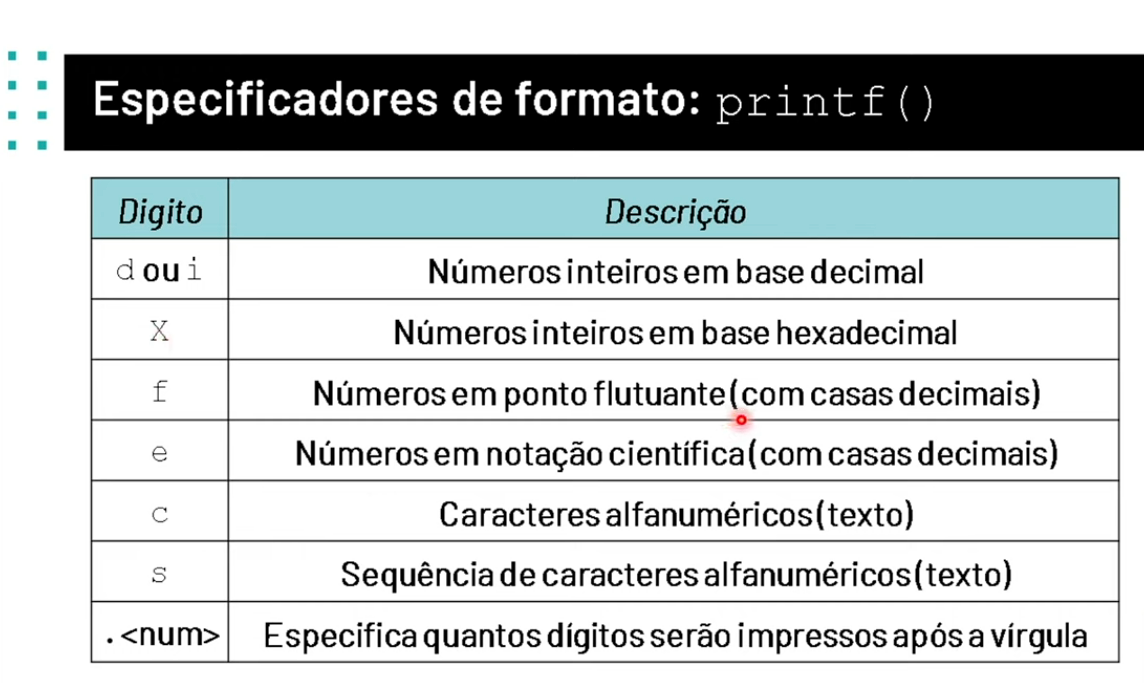 Especificadores de formato: printf()
Digito Descrição
d ou i Números inteiros em base decimal
X Números inteiros em base hexadecimal
f Números em ponto flutuante (com casas decimais)
e Números em notação científica (com casas decimais)
c Caracteres alfanuméricos (texto)
s Sequência de caracteres alfanuméricos (texto)
.<num> Especifica quantos dígitos serão impressos após a vírgula